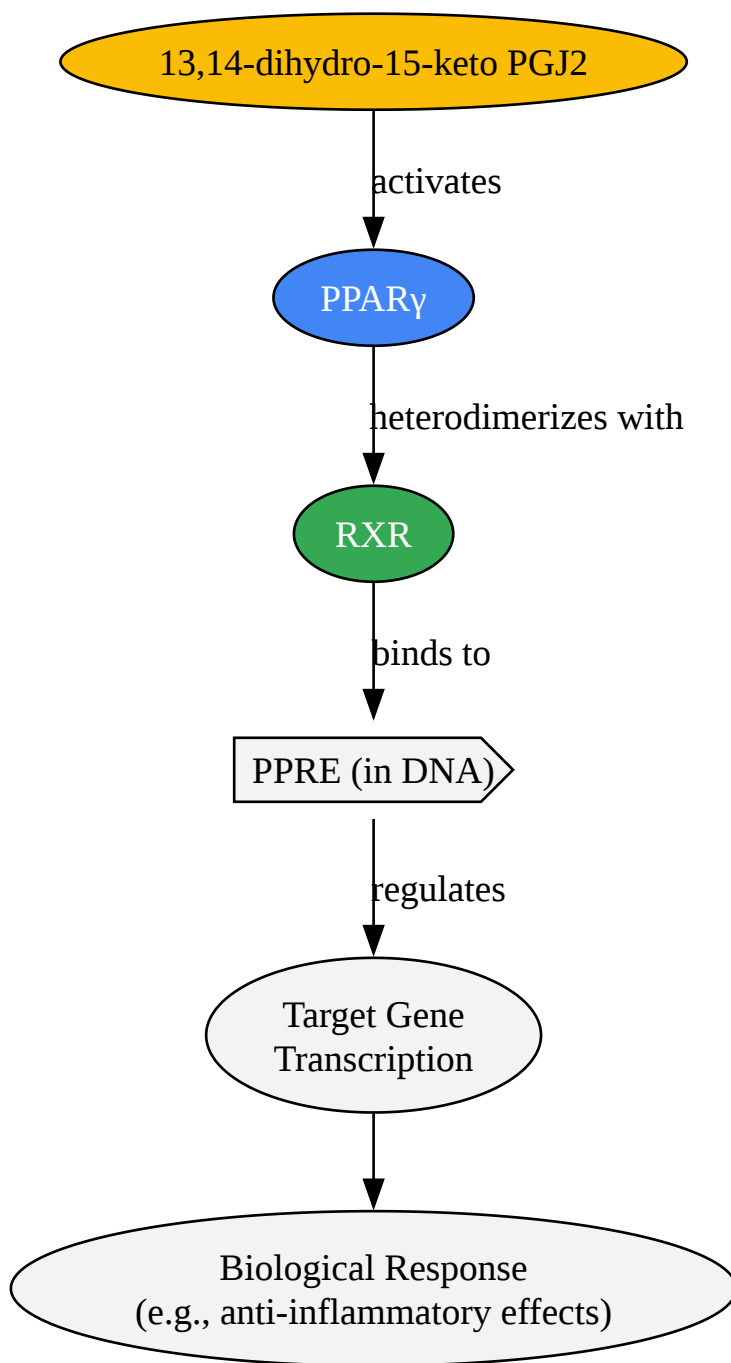 13,14-dihydro-15-keto PGJ2
activates
PPARγ
heterodimerizes with
RXR
binds to
PPRE (in DNA)
regulates
Target Gene
Transcription
Biological Response
(e.g., anti-inflammatory effects)